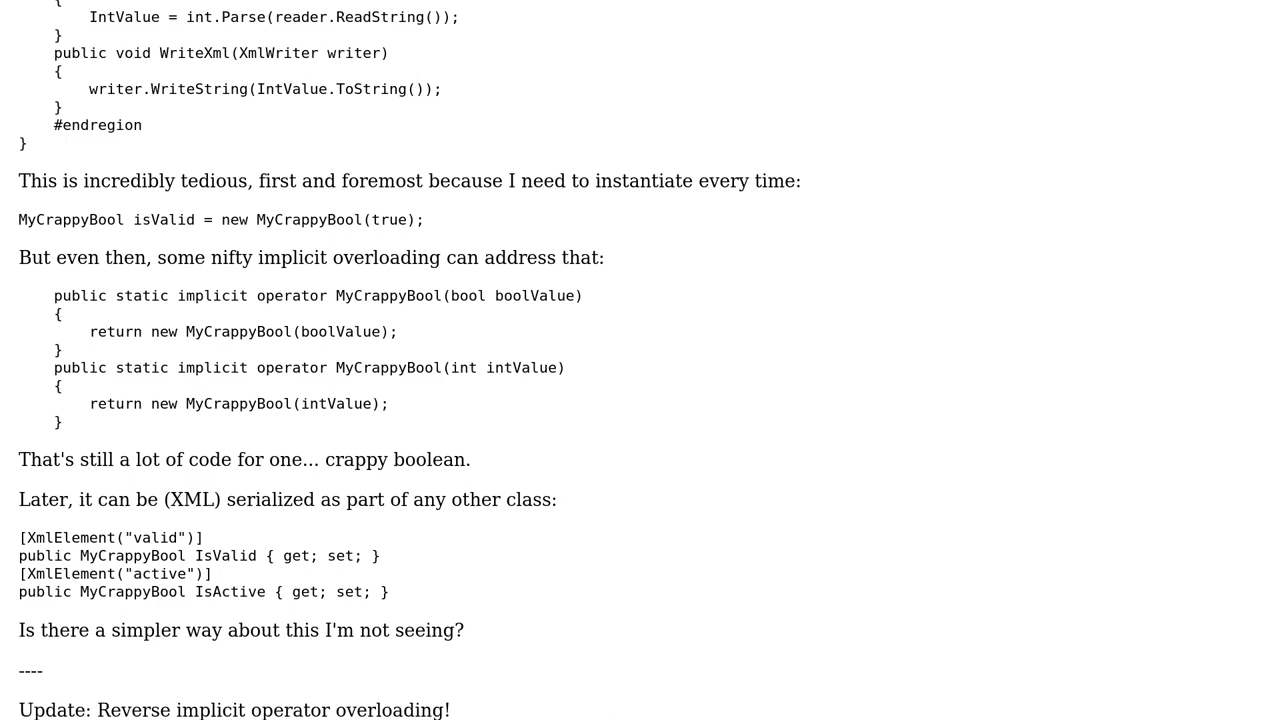 {
        IntValue = int.Parse(reader.ReadString());
    }
    public void WriteXml(XmlWriter writer)
    {
        writer.WriteString(IntValue.ToString());
    }
    #endregion
}
This is incredibly tedious, first and foremost because I need to instantiate every time:
MyCrappyBool isValid = new MyCrappyBool(true);
But even then, some nifty implicit overloading can address that:
    public static implicit operator MyCrappyBool(bool boolValue)
    {
        return new MyCrappyBool(boolValue);
    }
    public static implicit operator MyCrappyBool(int intValue)
    {
        return new MyCrappyBool(intValue);
    }
That's still a lot of code for one... crappy boolean.
Later, it can be (XML) serialized as part of any other class:
[XmlElement("valid")]
public MyCrappyBool IsValid { get; set; }
[XmlElement("active")]
public MyCrappyBool IsActive { get; set; }
Is there a simpler way about this I'm not seeing?
----
Update: Reverse implicit operator overloading!